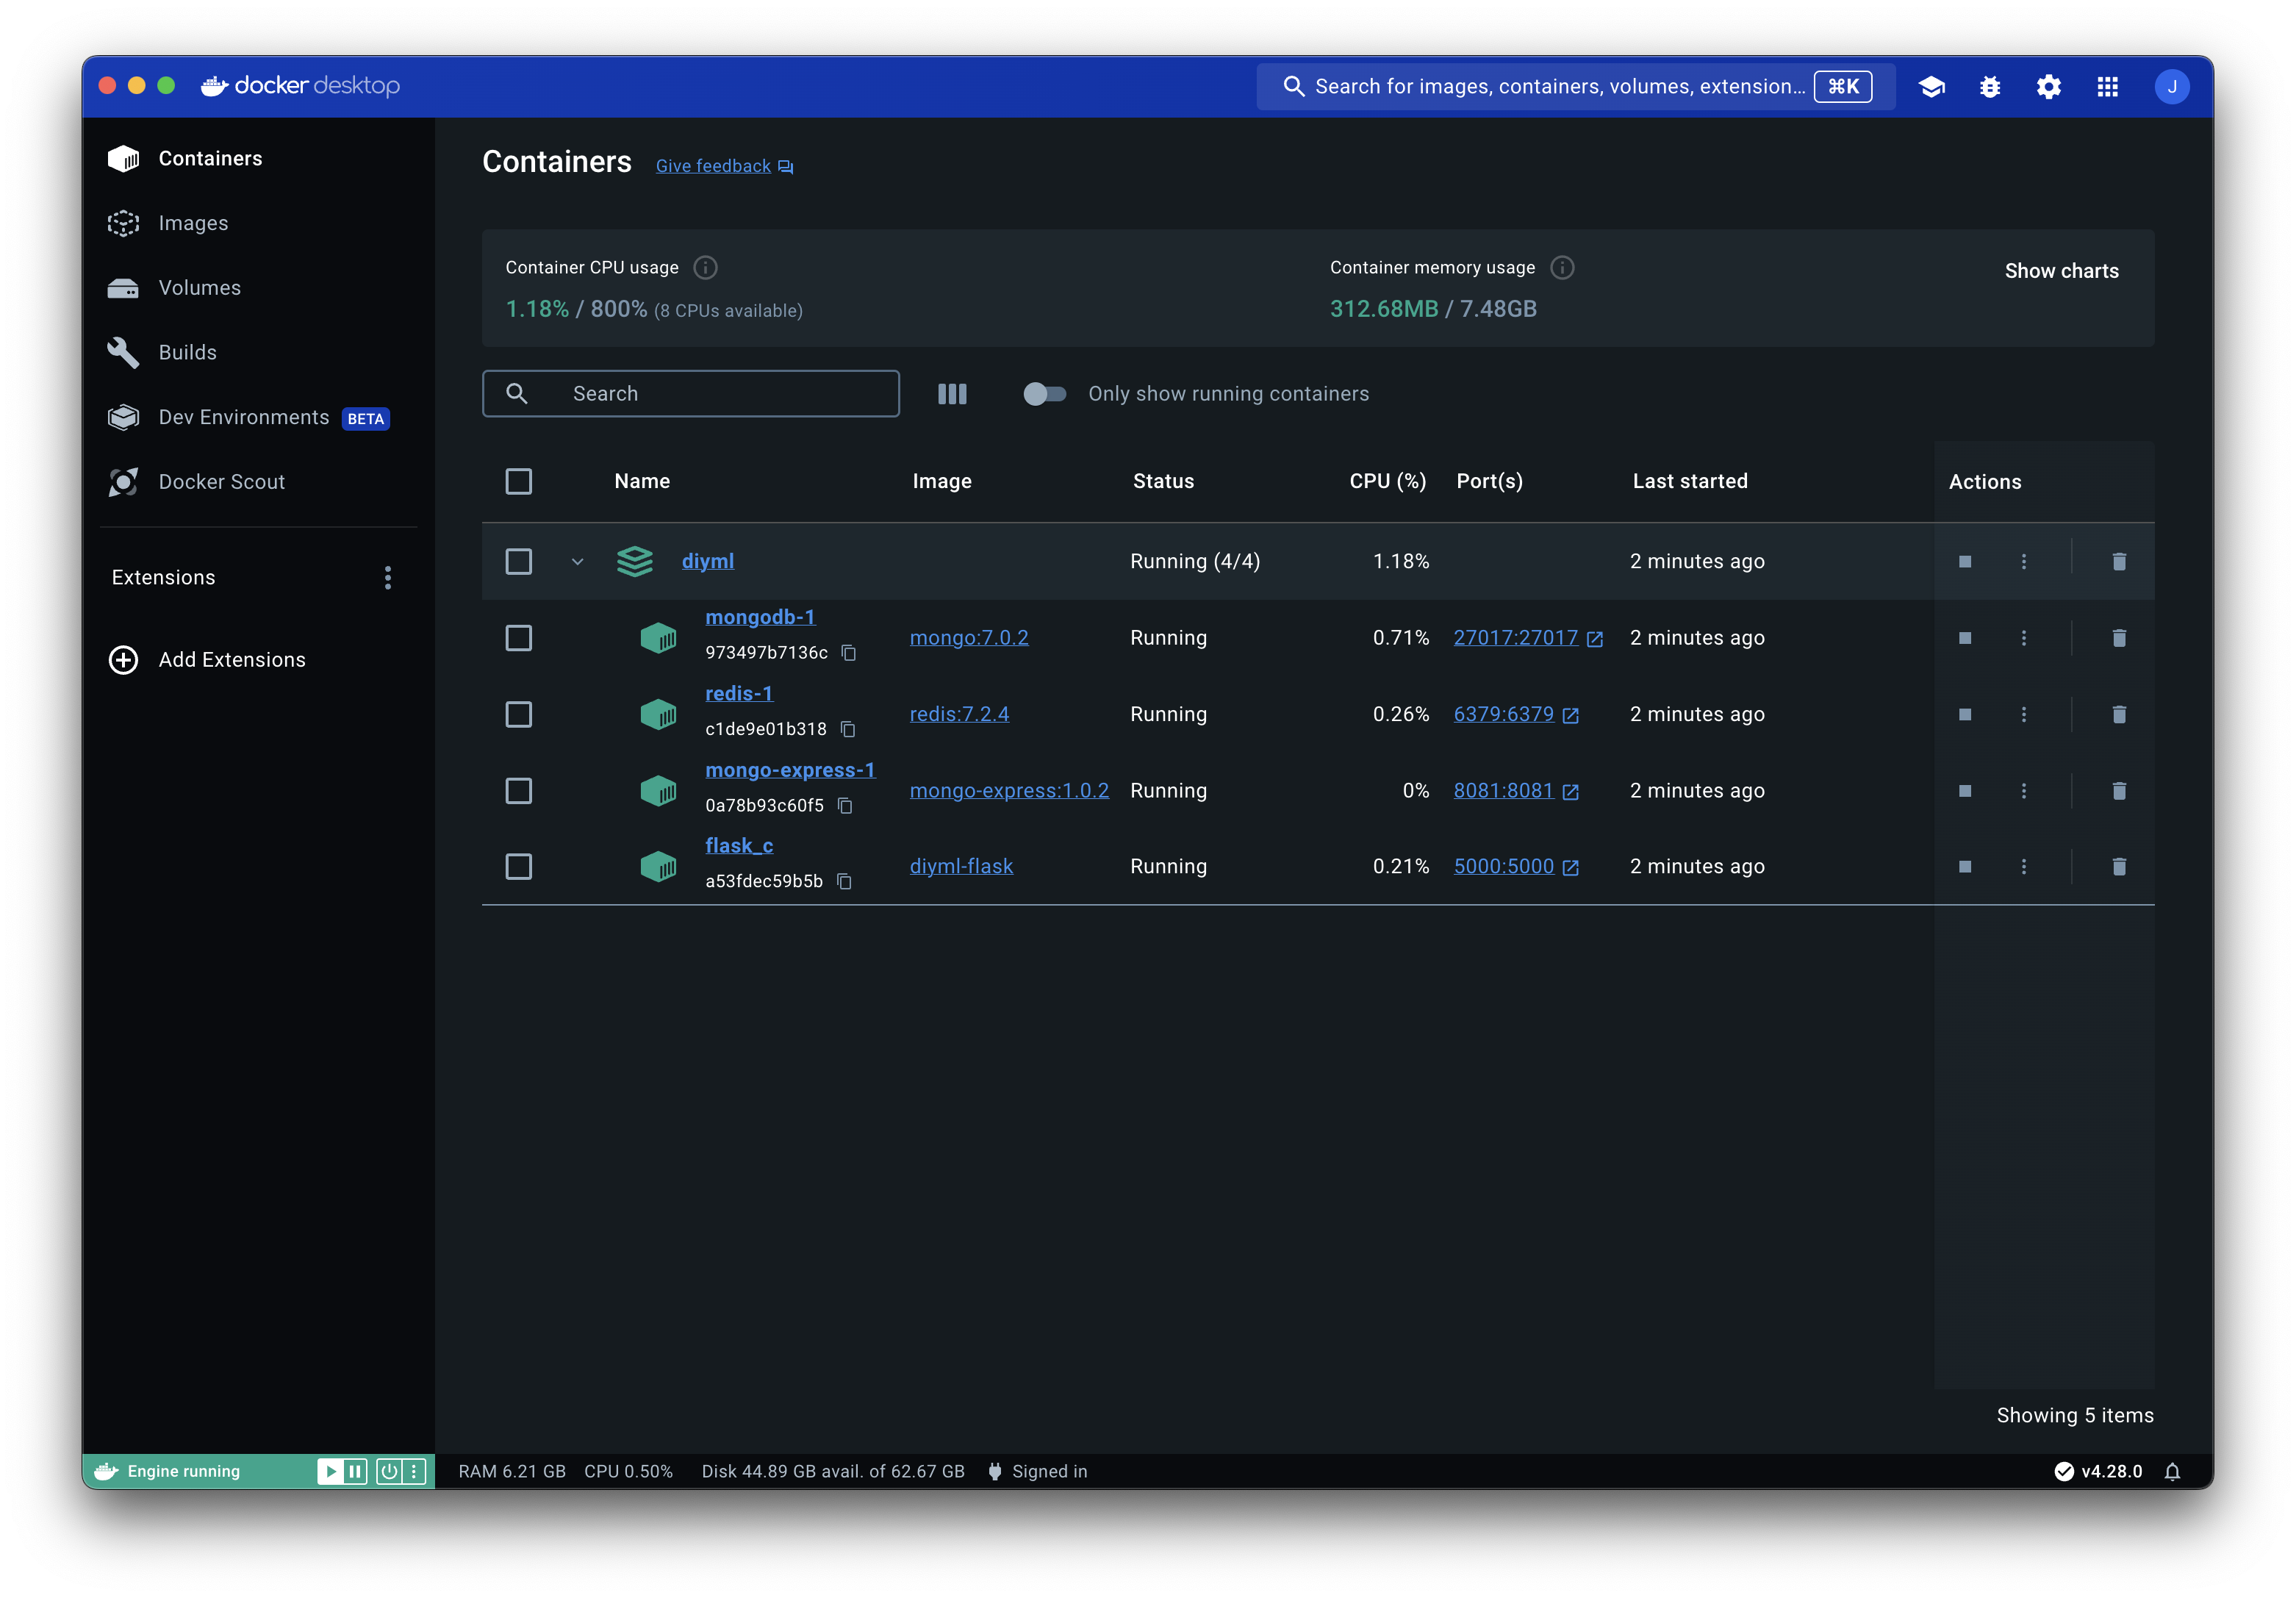 docker desktop
Search for images, containers, volumes, extension... ⌘K
J
Containers
Images
Volumes
Builds
Dev Environments BETA
Docker Scout
Extensions
Add Extensions
Containers Give feedback
Container CPU usage
1.18% / 800% (8 CPUs available)
Container memory usage
312.68MB / 7.48GB
Show charts
Search
Only show running containers
Name Image Status CPU (%) Port(s) Last started Actions
diyml Running (4/4) 1.18% 2 minutes ago
mongodb-1
973497b7136c
mongo:7.0.2 Running 0.71% 27017:27017 2 minutes ago
redis-1
c1de9e01b318
redis:7.2.4 Running 0.26% 6379:6379 2 minutes ago
mongo-express-1
0a78b93c60f5
mongo-express:1.0.2 Running 0% 8081:8081 2 minutes ago
flask_c
a53fdec59b5b
diyml-flask Running 0.21% 5000:5000 2 minutes ago
Showing 5 items
Engine running
RAM 6.21 GB CPU 0.50% Disk 44.89 GB avail. of 62.67 GB Signed in
v4.28.0